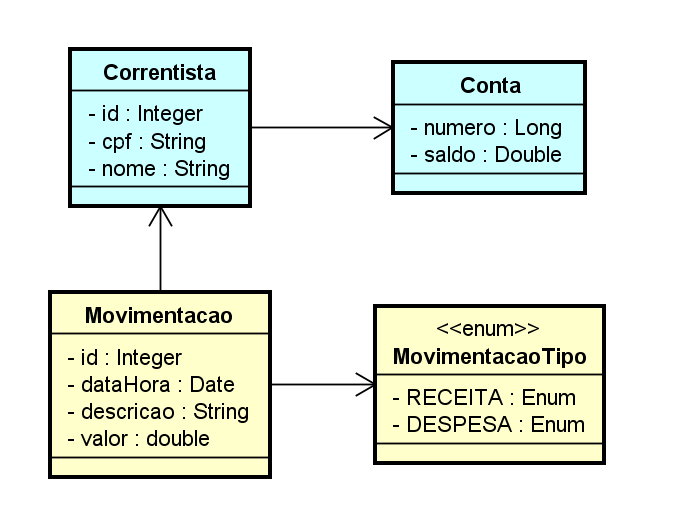 Correntista
- id : Integer
- cpf : String
- nome : String
Conta
- numero : Long
- saldo : Double
Movimentacao
- id : Integer
- dataHora : Date
- descricao : String
- valor : double
<<enum>>
MovimentacaoTipo
- RECEITA : Enum
- DESPESA : Enum